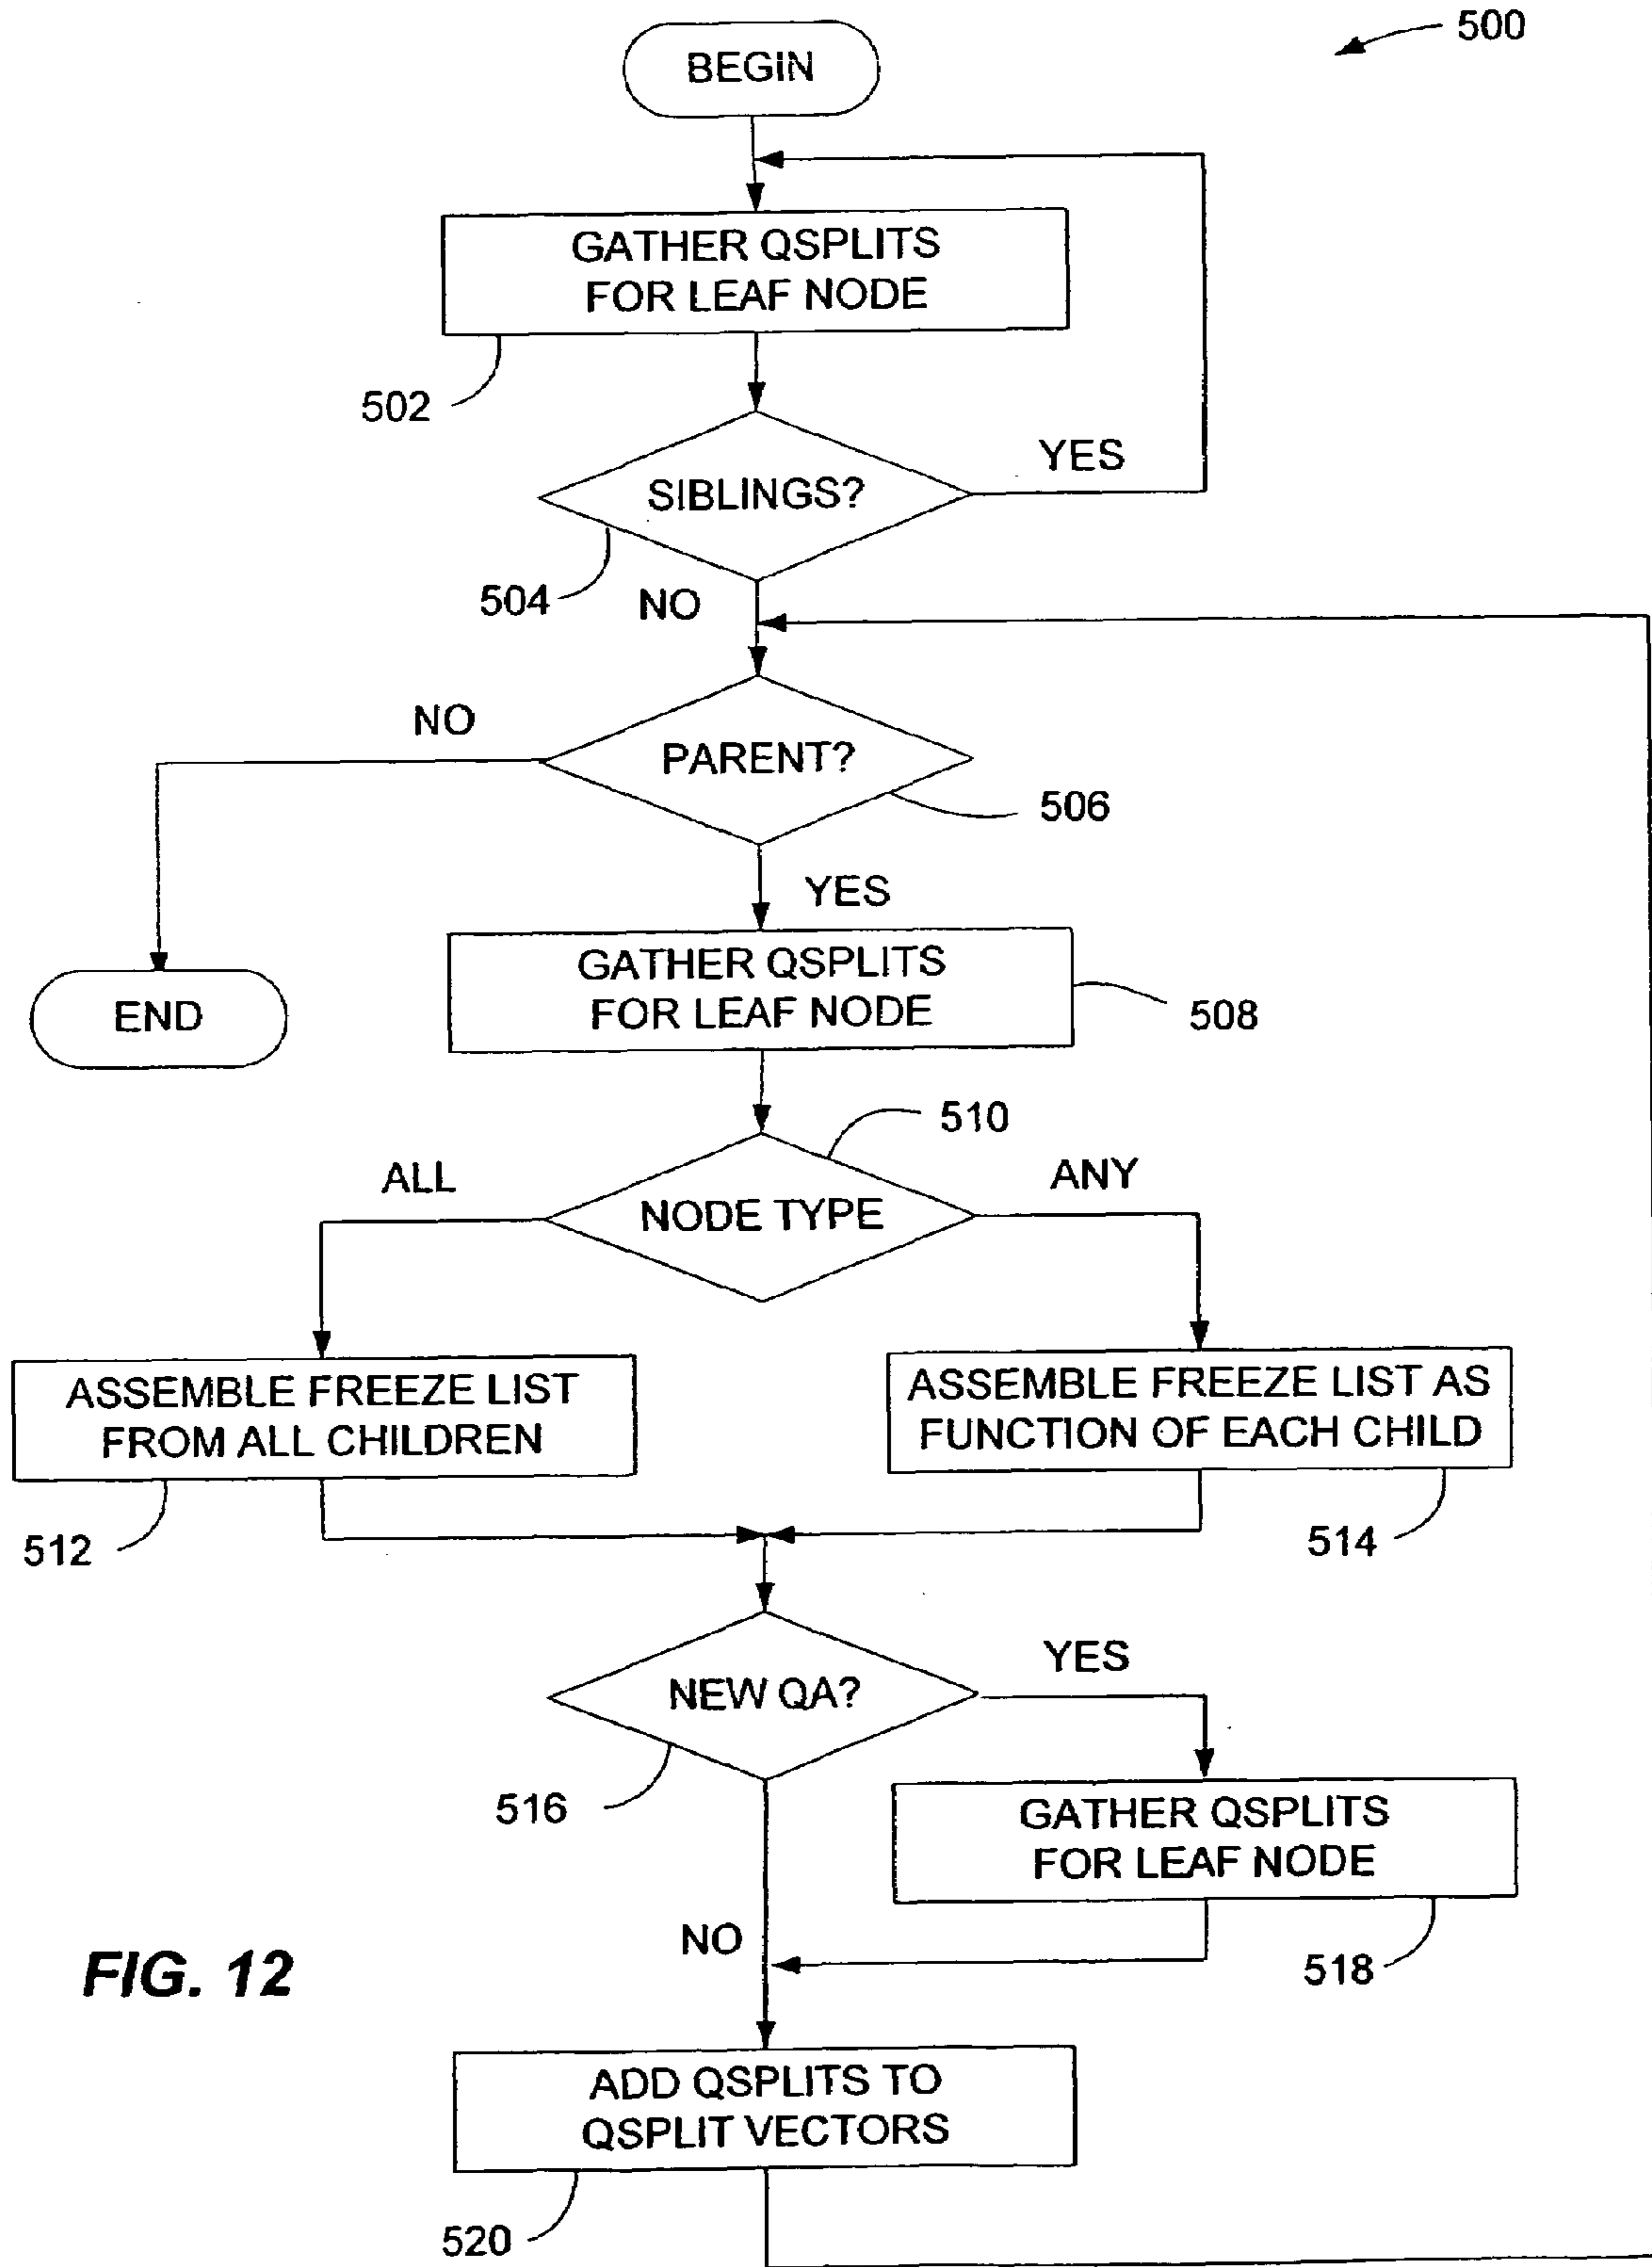 500
BEGIN
GATHER QSPLITS
FOR LEAF NODE
502
SIBLINGS?
YES
504
NO
PARENT?
NO
506
YES
END
GATHER QSPLITS
FOR LEAF NODE
508
510
NODE TYPE
ALL
ANY
ASSEMBLE FREEZE LIST
FROM ALL CHILDREN
512
ASSEMBLE FREEZE LIST AS
FUNCTION OF EACH CHILD
514
NEW QA?
YES
516
GATHER QSPLITS
FOR LEAF NODE
518
NO
FIG. 12
ADD QSPLITS TO
QSPLIT VECTORS
520